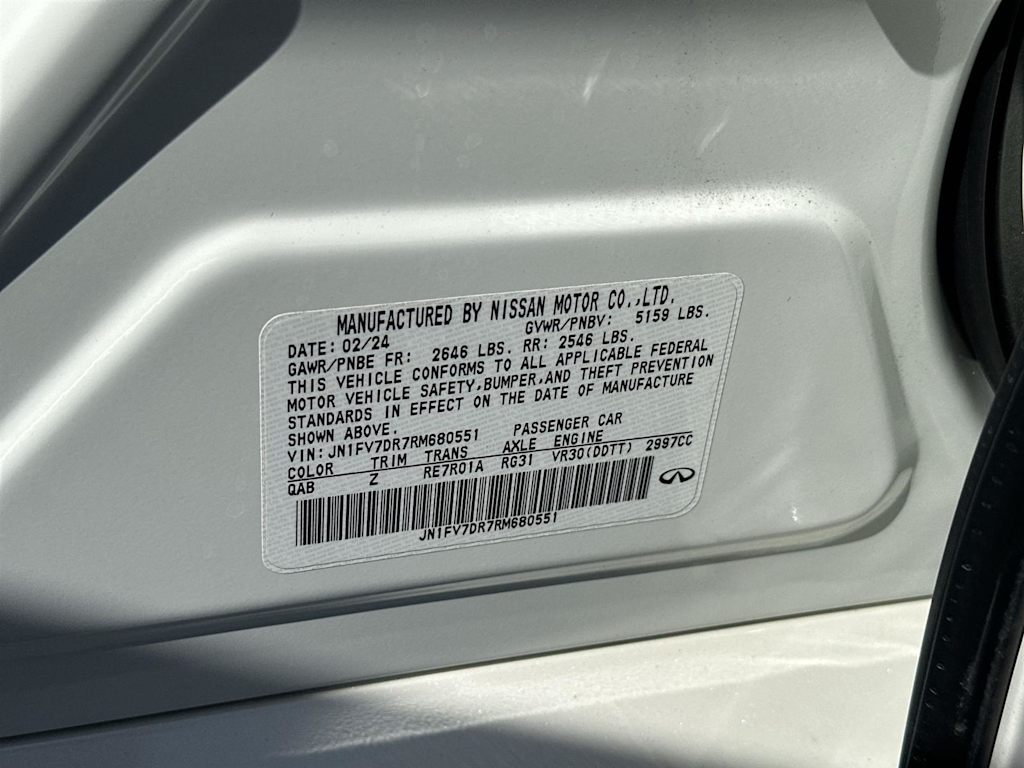 MANUFACTURED BY NISSAN MOTOR CO.,LTD.
DATE: 02/24 GVWR/PNBV: 5159 LBS.
GAWR/PNBE FR: 2646 LBS. RR: 2546 LBS.
THIS VEHICLE CONFORMS TO ALL APPLICABLE FEDERAL
MOTOR VEHICLE SAFETY,BUMPER,AND THEFT PREVENTION
STANDARDS IN EFFECT ON THE DATE OF MANUFACTURE
SHOWN ABOVE.
VIN: JN1FV7DR7RM680551 PASSENGER CAR
COLOR TRIM TRANS AXLE ENGINE
QAB Z RE7R01A RG31 VR30(DDTT) 2997CC
JN1FV7DR7RM680551